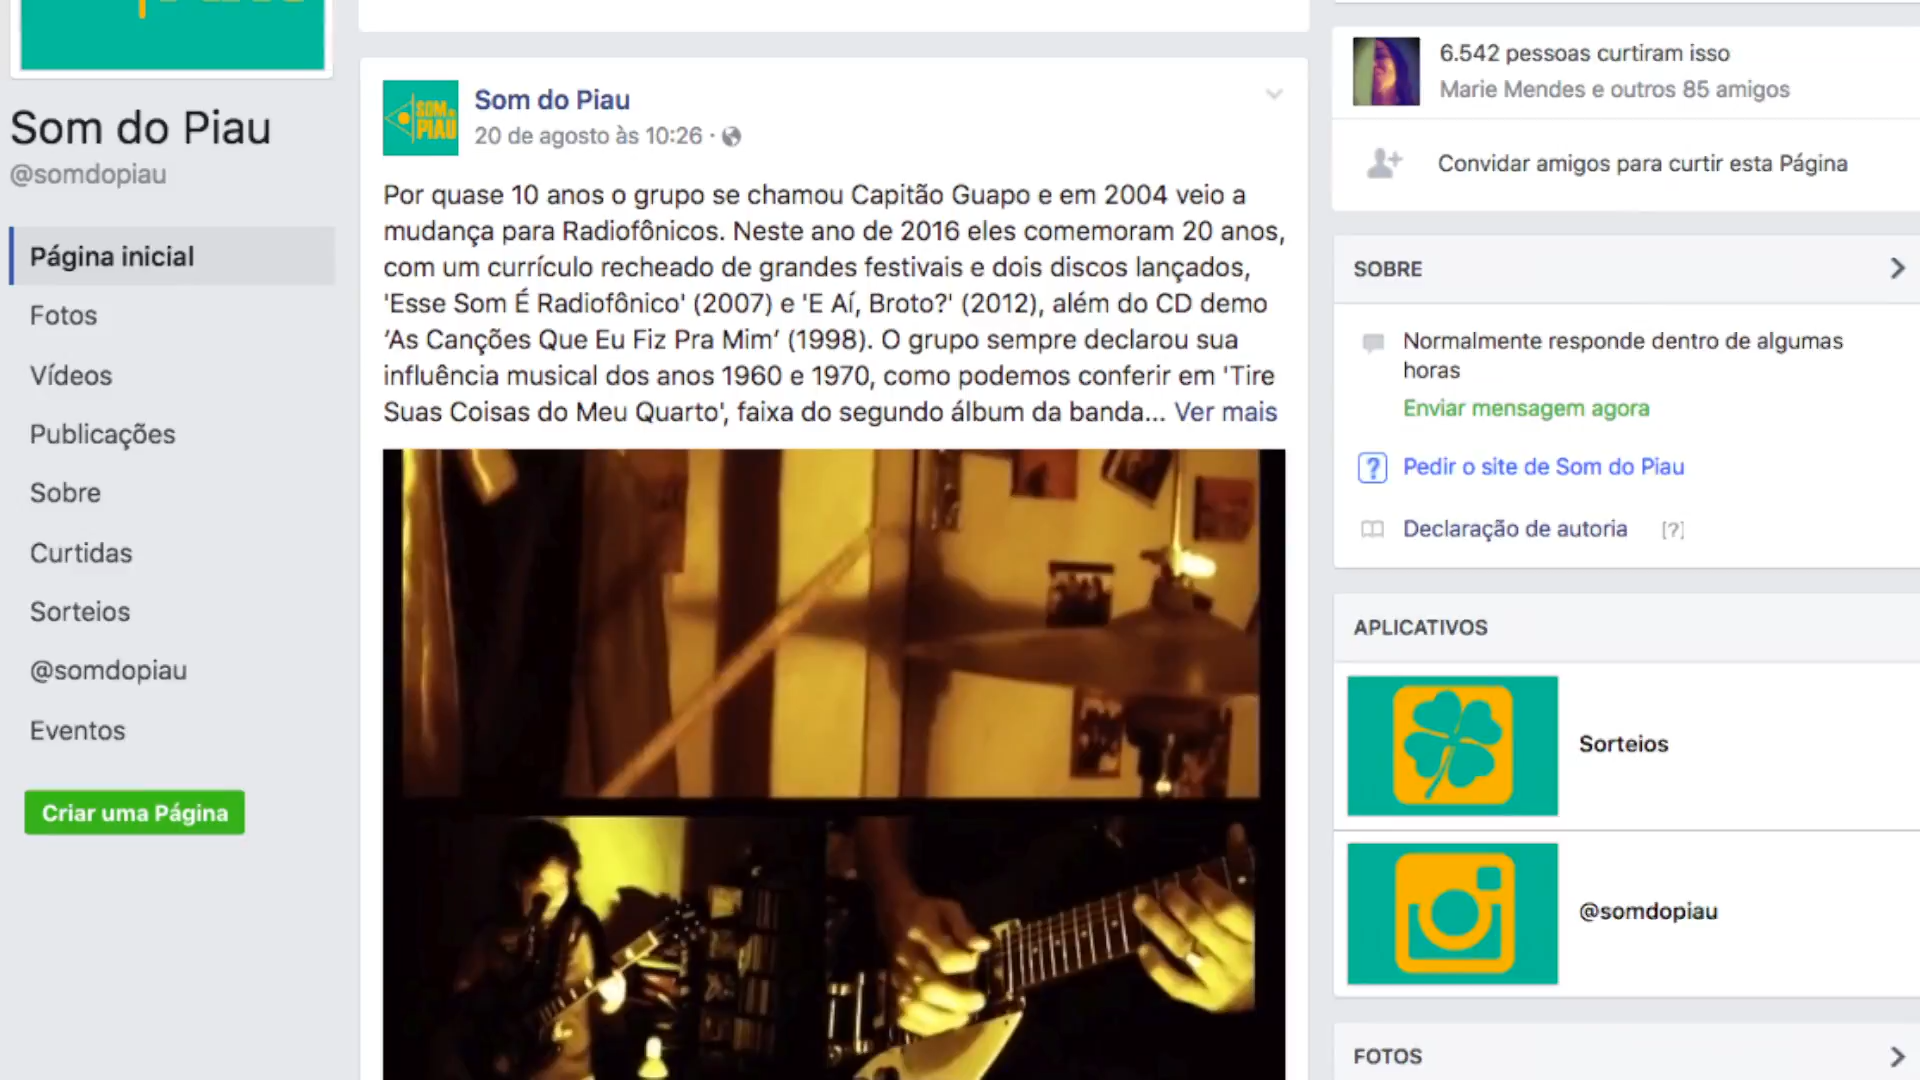 Som do Piau
@somdopiau
Página inicial
Fotos
Vídeos
Publicações
Sobre
Curtidas
Sorteios
@somdopiau
Eventos
Criar uma Página
SOM DO
PIAU
Som do Piau
20 de agosto às 10:26 ·
Por quase 10 anos o grupo se chamou Capitão Guapo e em 2004 veio a
mudança para Radiofônicos. Neste ano de 2016 eles comemoram 20 anos,
com um currículo recheado de grandes festivais e dois discos lançados,
'Esse Som É Radiofônico' (2007) e 'E Aí, Broto?' (2012), além do CD demo
‘As Canções Que Eu Fiz Pra Mim‘ (1998). O grupo sempre declarou sua
influência musical dos anos 1960 e 1970, como podemos conferir em 'Tire
Suas Coisas do Meu Quarto', faixa do segundo álbum da banda... Ver mais
6.542 pessoas curtiram isso
Marie Mendes e outros 85 amigos
Convidar amigos para curtir esta Página
SOBRE
Normalmente responde dentro de algumas
horas
Enviar mensagem agora
Pedir o site de Som do Piau
Declaração de autoria [?]
APLICATIVOS
Sorteios
@somdopiau
FOTOS